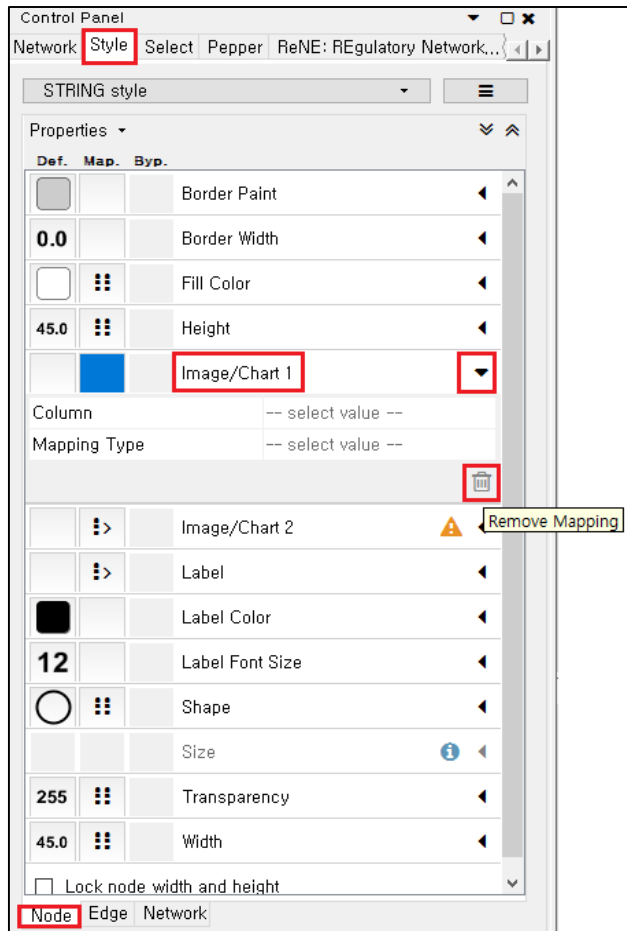 Control Panel
Network Style Select Pepper ReNE: REgulatory Network...
STRING style
Properties
Def. Map. Byp.
Border Paint
0.0 Border Width
Fill Color
45.0 Height
Image/Chart 1
Column -- select value --
Mapping Type -- select value --
Remove Mapping
Image/Chart 2
Label
Label Color
12 Label Font Size
Shape
Size
255 Transparency
45.0 Width
Lock node width and height
Node Edge Network